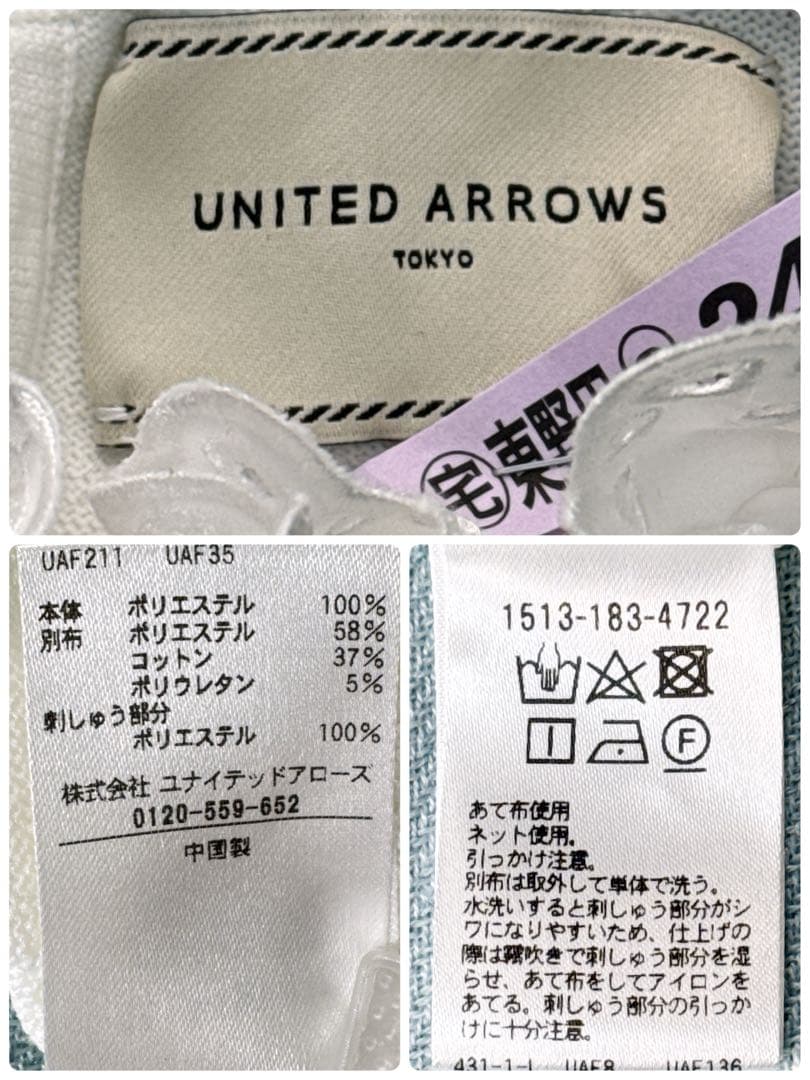 UNITED ARROWS
TOKYO
24
宅東野
UAF211 UAF35
本体 ポリエステル 100%
別布 ポリエステル 58%
コットン 37%
ポリウレタン 5%
刺しゅう部分
ポリエステル 100%
株式会社 ユナイテッドアローズ
0120-559-652
中国製
1513-183-4722
F
あて布使用
ネット使用。
引っかけ注意。
別布は取外して単体で洗う。
水洗いすると刺しゅう部分がシ
ワになりやすいため、仕上げの
際は霧吹きで刺しゅう部分を湿
らせ、あて布をしてアイロンを
あてる。刺しゅう部分の引っか
けに十分注意。
431-1-L UAF8 UAF136